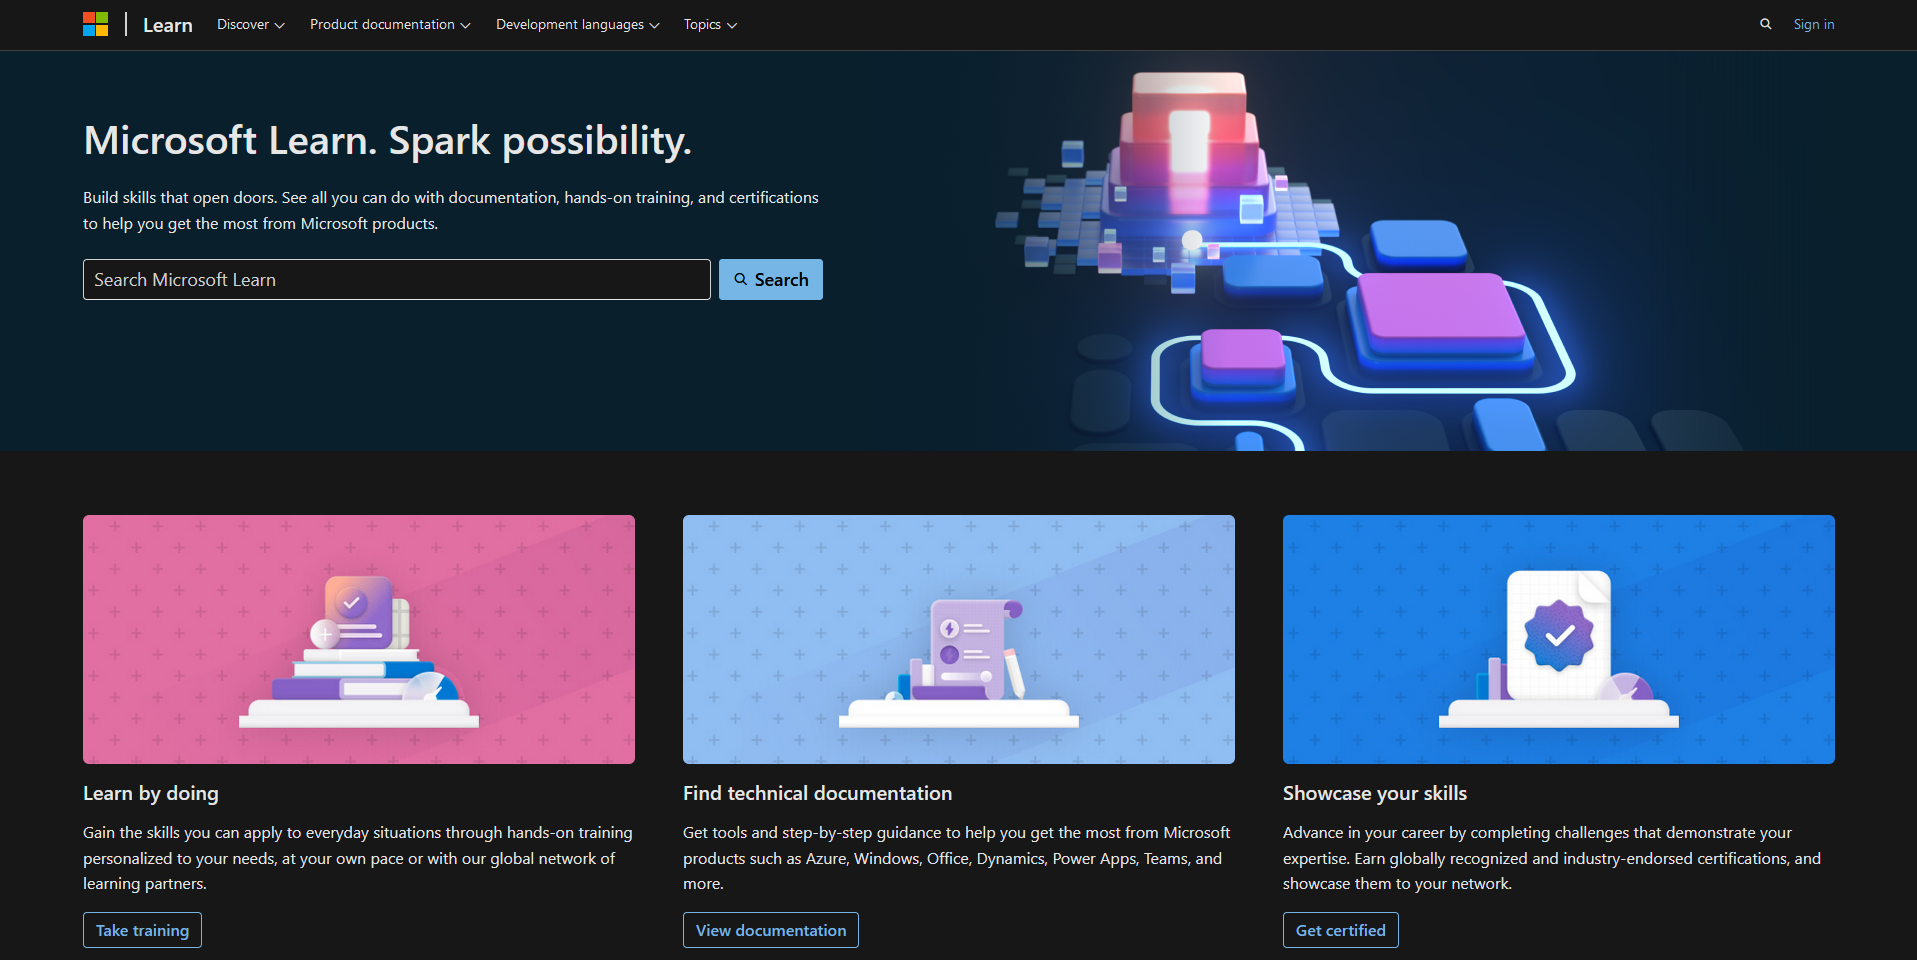 Learn
Discover
Product documentation
Development languages
Topics
Sign in
Microsoft Learn. Spark possibility.
Build skills that open doors. See all you can do with documentation, hands-on training, and certifications
to help you get the most from Microsoft products.
Search Microsoft Learn
Search
Learn by doing
Gain the skills you can apply to everyday situations through hands-on training
personalized to your needs, at your own pace or with our global network of
learning partners.
Take training
Find technical documentation
Get tools and step-by-step guidance to help you get the most from Microsoft
products such as Azure, Windows, Office, Dynamics, Power Apps, Teams, and
more.
View documentation
Showcase your skills
Advance in your career by completing challenges that demonstrate your
expertise. Earn globally recognized and industry-endorsed certifications, and
showcase them to your network.
Get certified